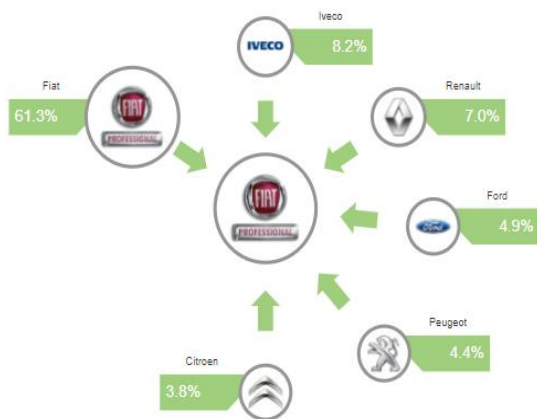 Iveco
IVECO
8.2%
Fiat
61.3%
FIAT
PROFESSIONAL
Renault
7.0%
FIAT
PROFESSIONAL
Ford
Ford
4.9%
Peugeot
4.4%
Citroen
3.8%